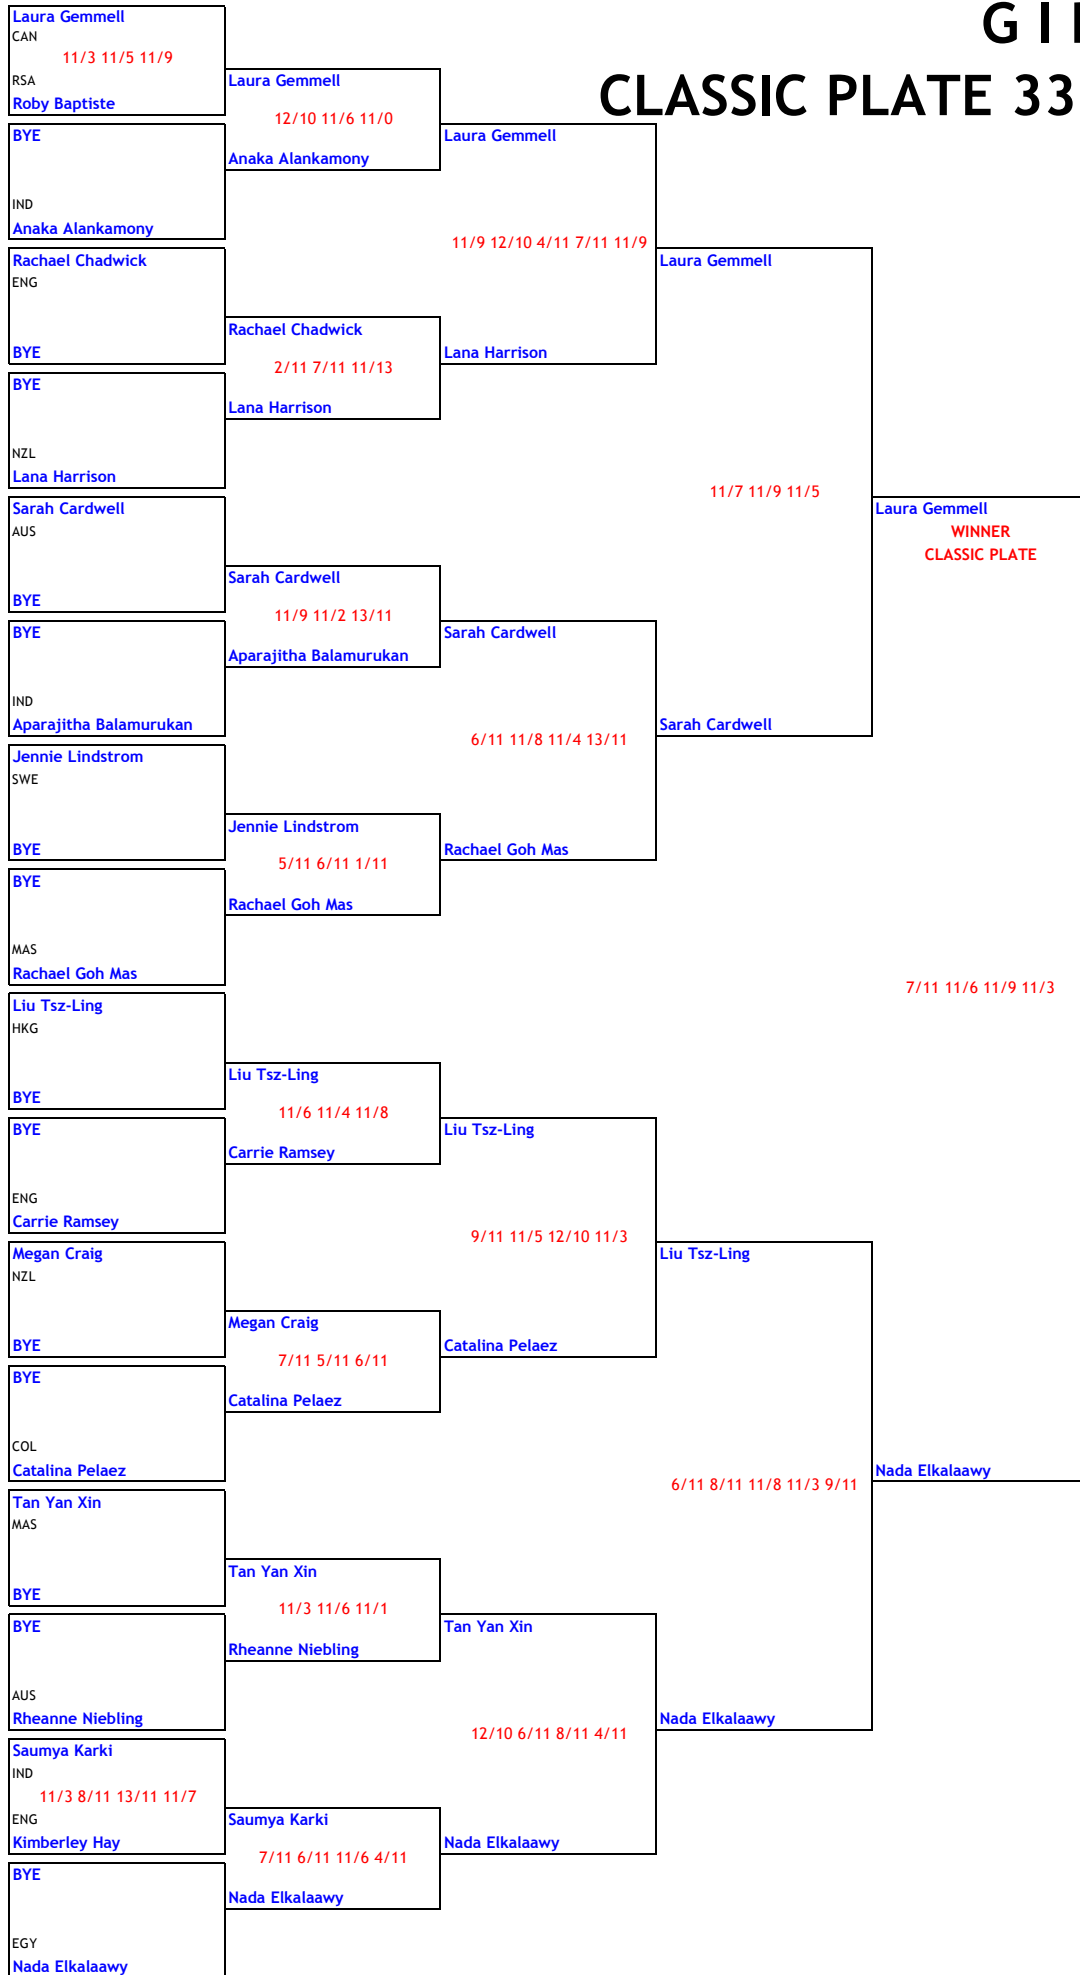 G I
CLASSIC PLATE 33
Laura Gemmell
CAN
11/3 11/5 11/9
RSA
Roby Baptiste
BYE
IND
Anaka Alankamony
Rachael Chadwick
ENG
BYE
BYE
NZL
Lana Harrison
Sarah Cardwell
AUS
BYE
BYE
IND
Aparajitha Balamurukan
Jennie Lindstrom
SWE
BYE
BYE
MAS
Rachael Goh Mas
Liu Tsz-Ling
HKG
BYE
BYE
ENG
Carrie Ramsey
Megan Craig
NZL
BYE
BYE
COL
Catalina Pelaez
Tan Yan Xin
MAS
BYE
BYE
AUS
Rheanne Niebling
Saumya Karki
IND
11/3 8/11 13/11 11/7
ENG
Kimberley Hay
BYE
EGY
Nada Elkalaawy
Laura Gemmell
12/10 11/6 11/0
Anaka Alankamony
Rachael Chadwick
2/11 7/11 11/13
Lana Harrison
Sarah Cardwell
11/9 11/2 13/11
Aparajitha Balamurukan
Jennie Lindstrom
5/11 6/11 1/11
Rachael Goh Mas
Liu Tsz-Ling
11/6 11/4 11/8
Carrie Ramsey
Megan Craig
7/11 5/11 6/11
Catalina Pelaez
Tan Yan Xin
11/3 11/6 11/1
Rheanne Niebling
Saumya Karki
7/11 6/11 11/6 4/11
Nada Elkalaawy
Laura Gemmell
11/9 12/10 4/11 7/11 11/9
Lana Harrison
Sarah Cardwell
6/11 11/8 11/4 13/11
Rachael Goh Mas
Liu Tsz-Ling
9/11 11/5 12/10 11/3
Catalina Pelaez
Tan Yan Xin
12/10 6/11 8/11 4/11
Nada Elkalaawy
Laura Gemmell
11/7 11/9 11/5
Sarah Cardwell
Liu Tsz-Ling
6/11 8/11 11/8 11/3 9/11
Nada Elkalaawy
Laura Gemmell
WINNER
CLASSIC PLATE
7/11 11/6 11/9 11/3
Nada Elkalaawy